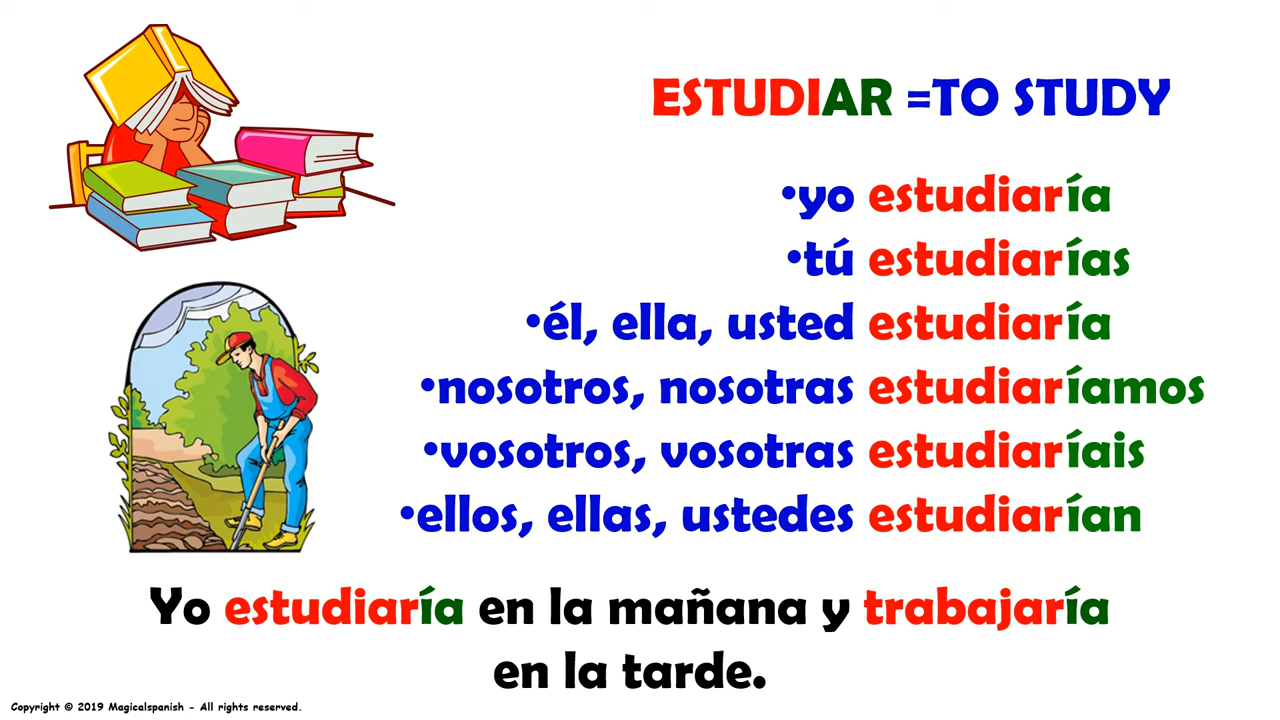 ESTUDIAR =TO STUDY
•yo estudiaría
•tú estudiarías
•él, ella, usted estudiaría
•nosotros, nosotras estudiaríamos
•vosotros, vosotras estudiaríais
•ellos, ellas, ustedes estudiarían
Yo estudiaría en la mañana y trabajaría
en la tarde.
Copyright © 2019 Magicalspanish - All rights reserved.